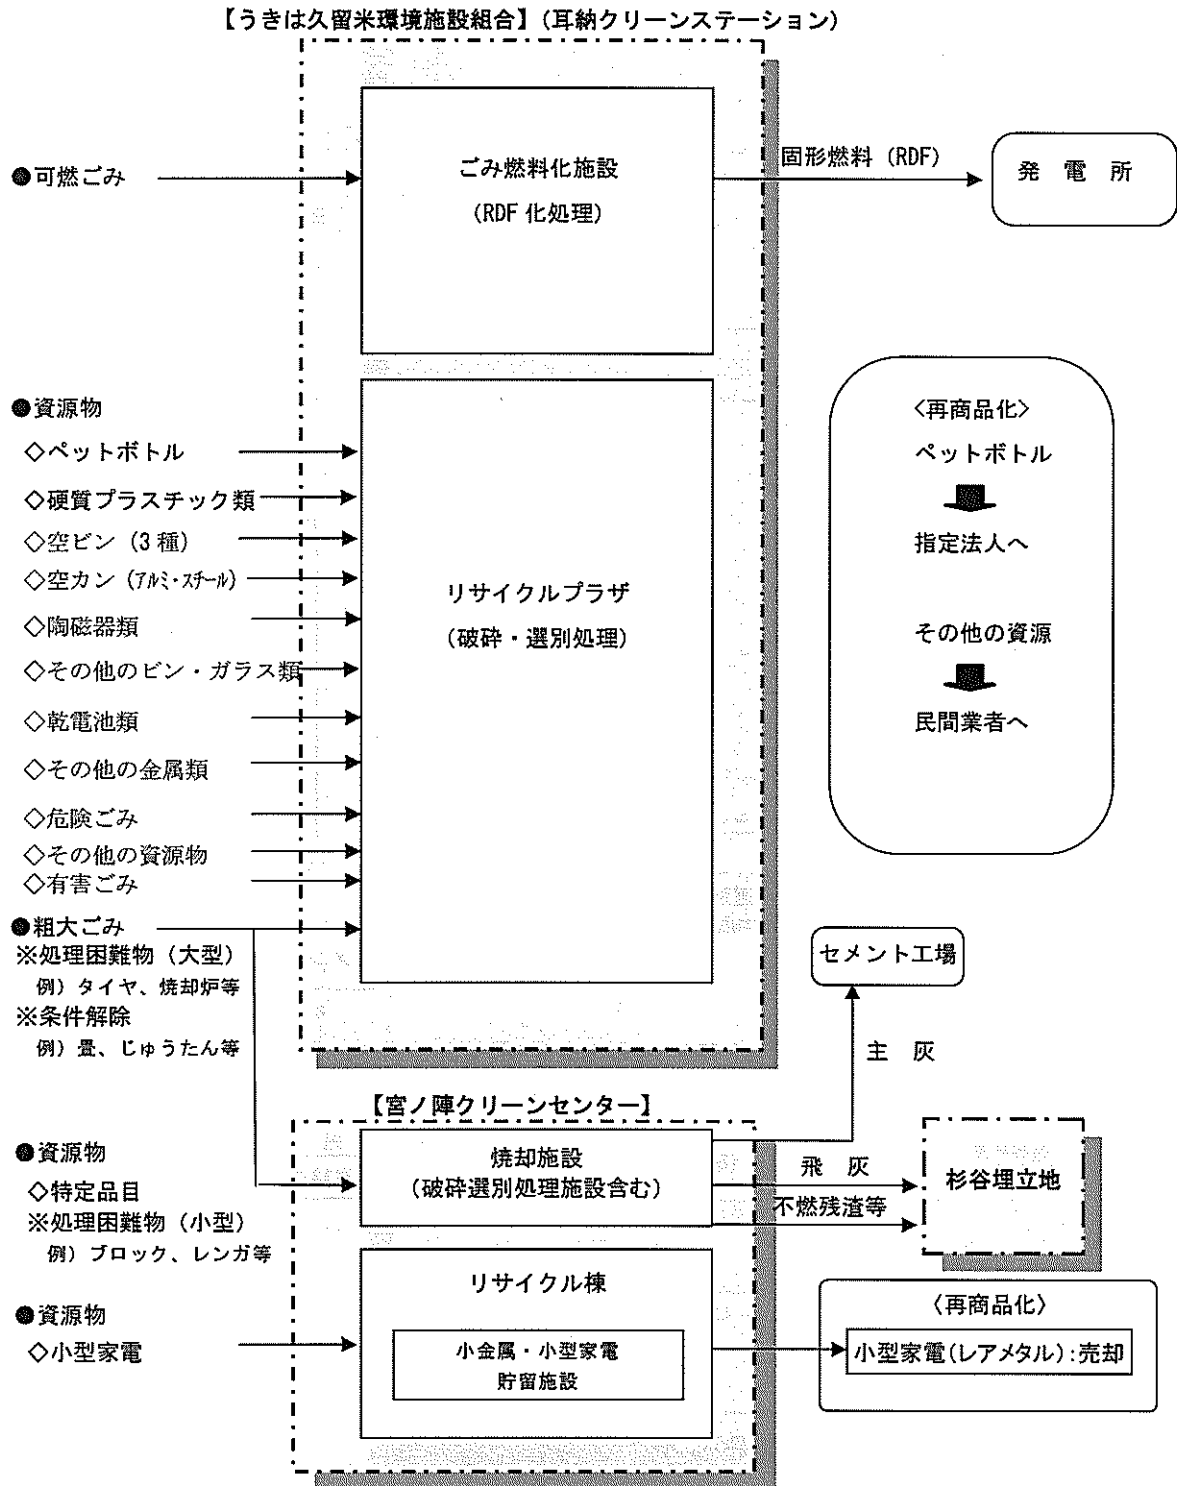 【うきは久留米環境施設組合】(耳納クリーンステーション)
●可燃ごみ
ごみ燃料化施設
(RDF 化処理)
固形燃料 (RDF)
発 電 所
●資源物
◇ペットボトル
◇硬質プラスチック類
◇空ビン (3 種)
◇空カン (アルミ・スチール)
◇陶磁器類
◇その他のビン・ガラス類
◇乾電池類
◇その他の金属類
◇危険ごみ
◇その他の資源物
◇有害ごみ
リサイクルプラザ
(破砕・選別処理)
〈再商品化〉
ペットボトル
指定法人へ
その他の資源
民間業者へ
●粗大ごみ
※処理困難物 (大型)
例) タイヤ、焼却炉等
※条件解除
例) 畳、じゅうたん等
セメント工場
主 灰
【宮ノ陣クリーンセンター】
●資源物
◇特定品目
※処理困難物 (小型)
例) ブロック、レンガ等
焼却施設
(破砕選別処理施設含む)
飛 灰
不燃残渣等
杉谷埋立地
●資源物
◇小型家電
リサイクル棟
小金属・小型家電
貯留施設
〈再商品化〉
小型家電(レアメタル):売却